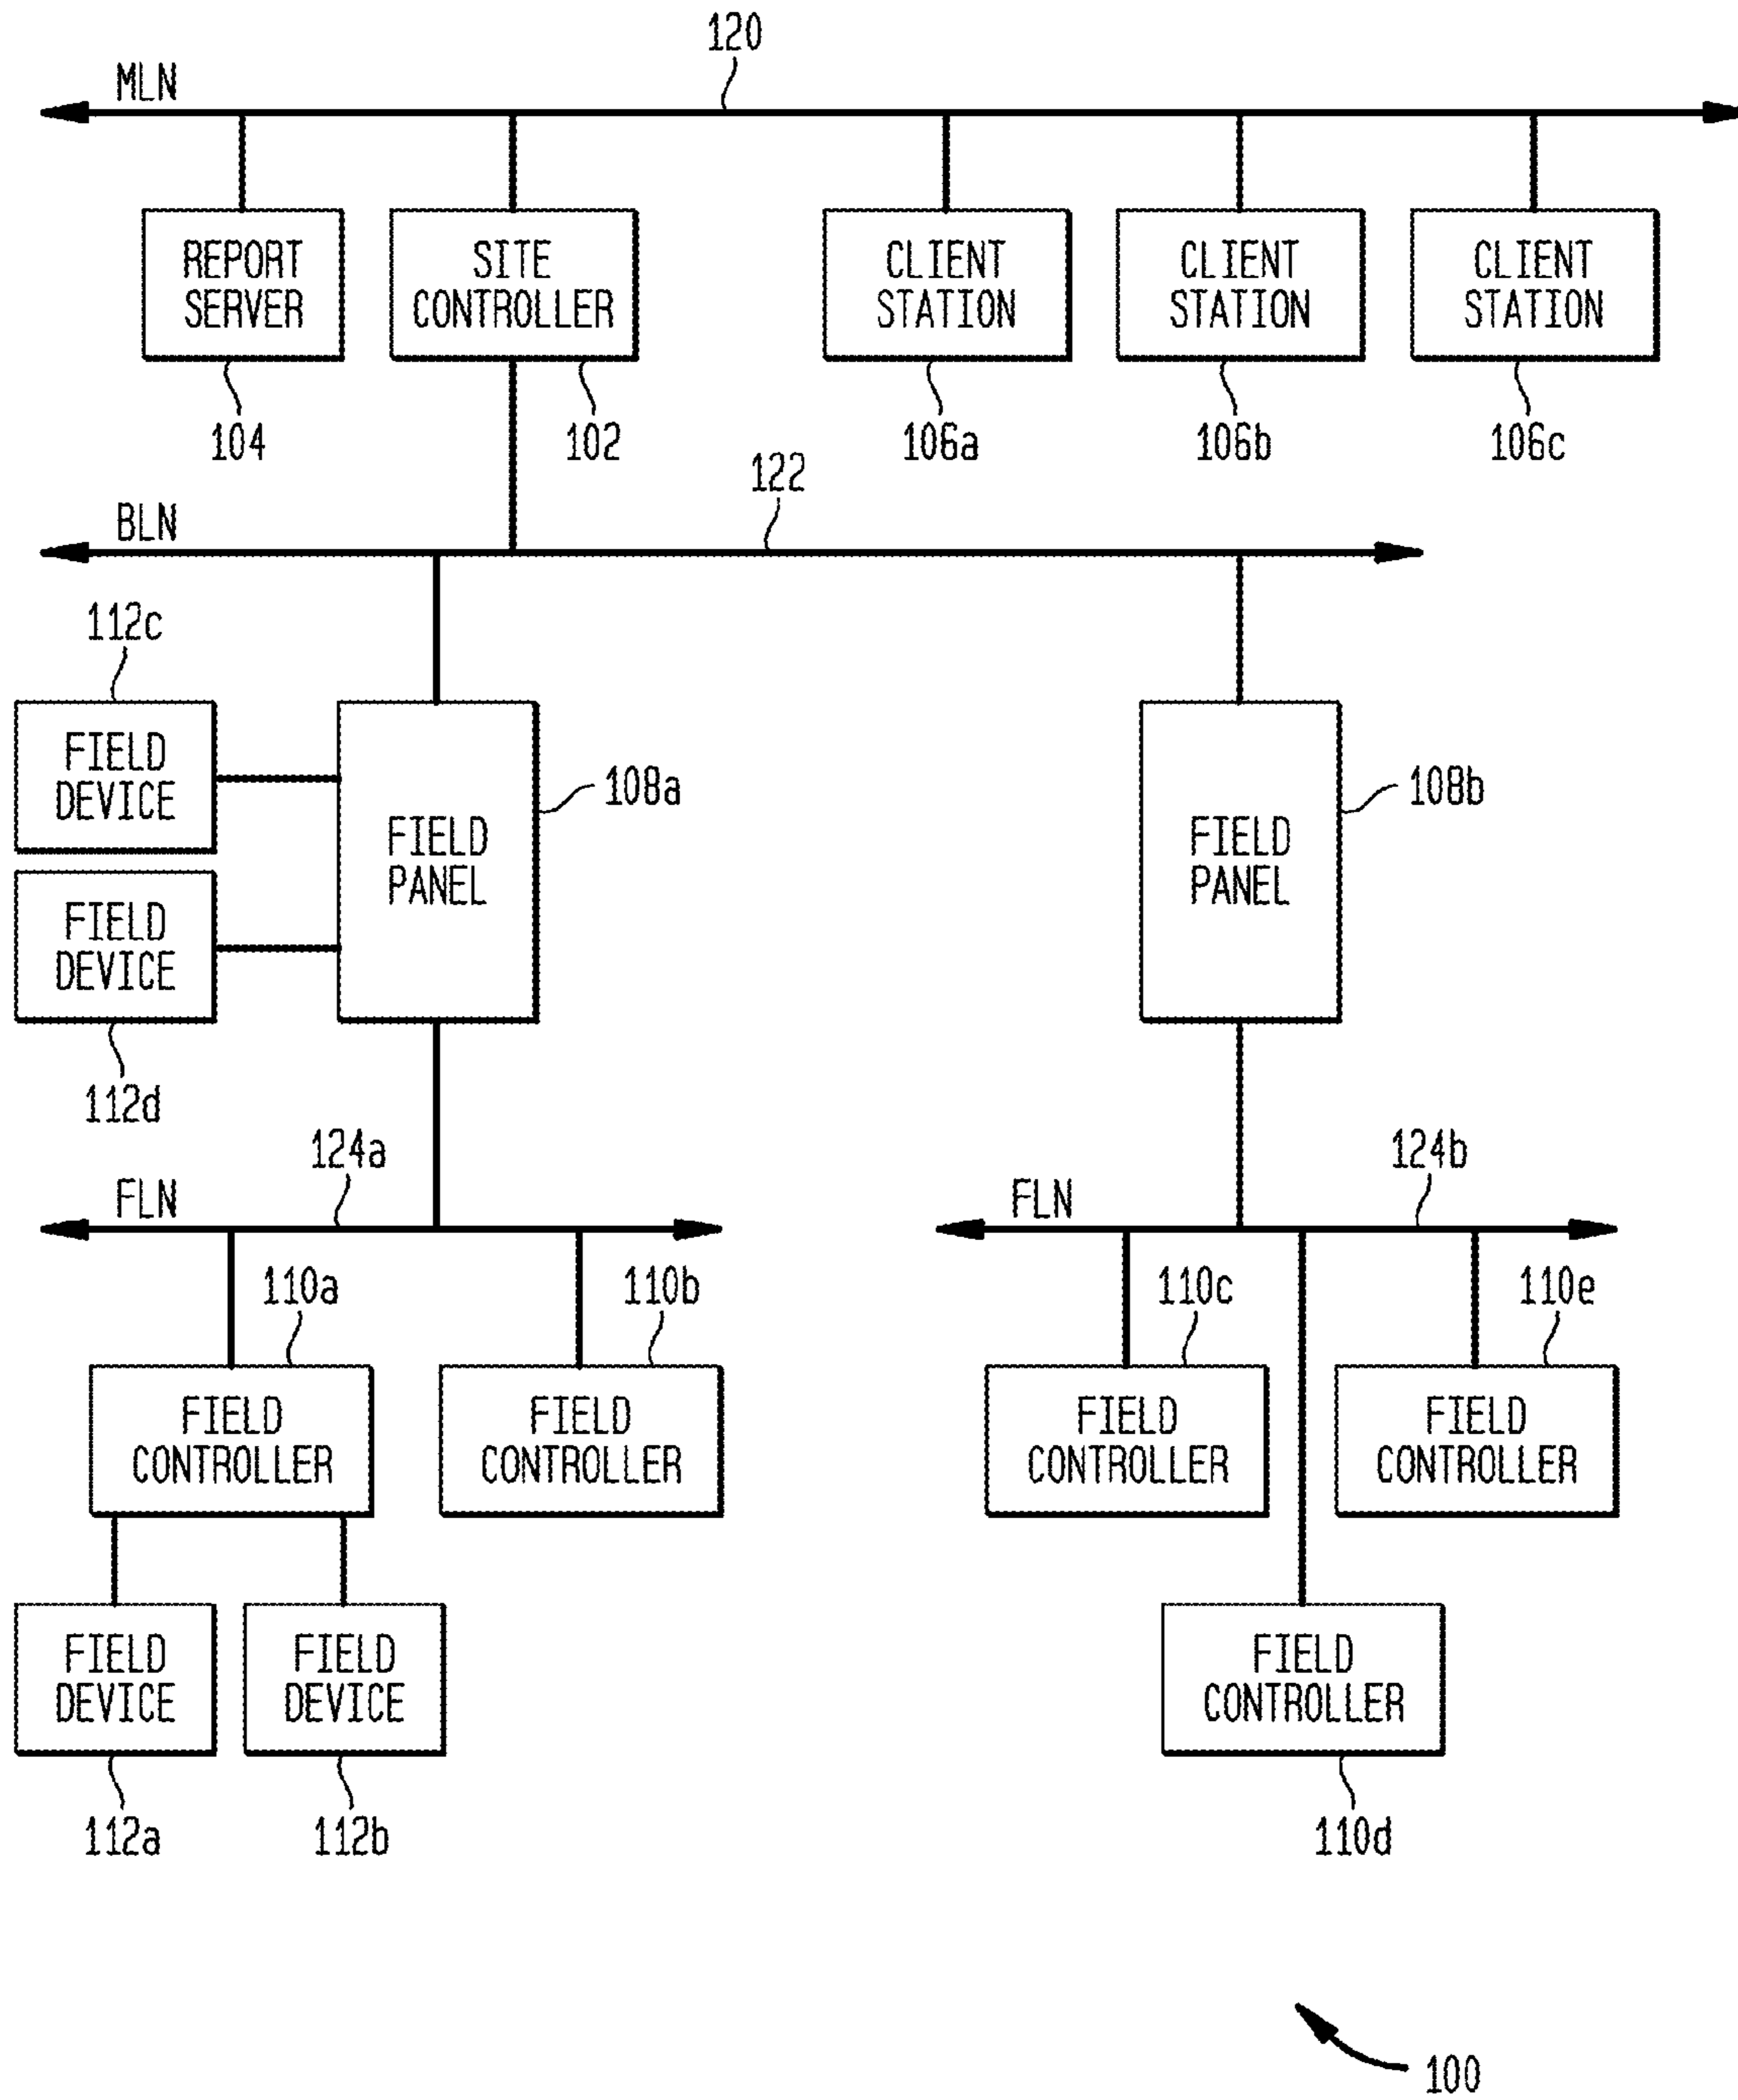 120
MLN
REPORT
SERVER
SITE
CONTROLLER
CLIENT
STATION
CLIENT
STATION
CLIENT
STATION
104
102
106a
106b
106c
122
BLN
112c
FIELD
DEVICE
108a
108b
FIELD
PANEL
FIELD
PANEL
FIELD
DEVICE
112d
124a
124b
FLN
FLN
110a
110b
110c
110e
FIELD
CONTROLLER
FIELD
CONTROLLER
FIELD
CONTROLLER
FIELD
CONTROLLER
FIELD
DEVICE
FIELD
DEVICE
FIELD
CONTROLLER
112a
112b
110d
100